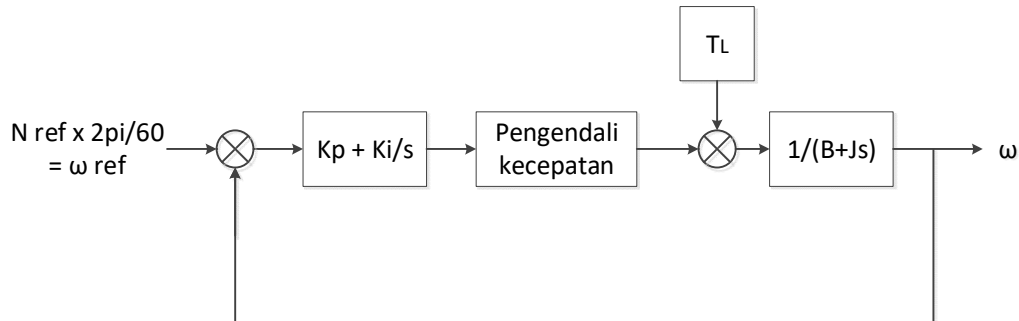 N ref x 2pi/60
= ω ref
Kp + Ki/s
Pengendali
kecepatan
TL
1/(B+Js)
ω